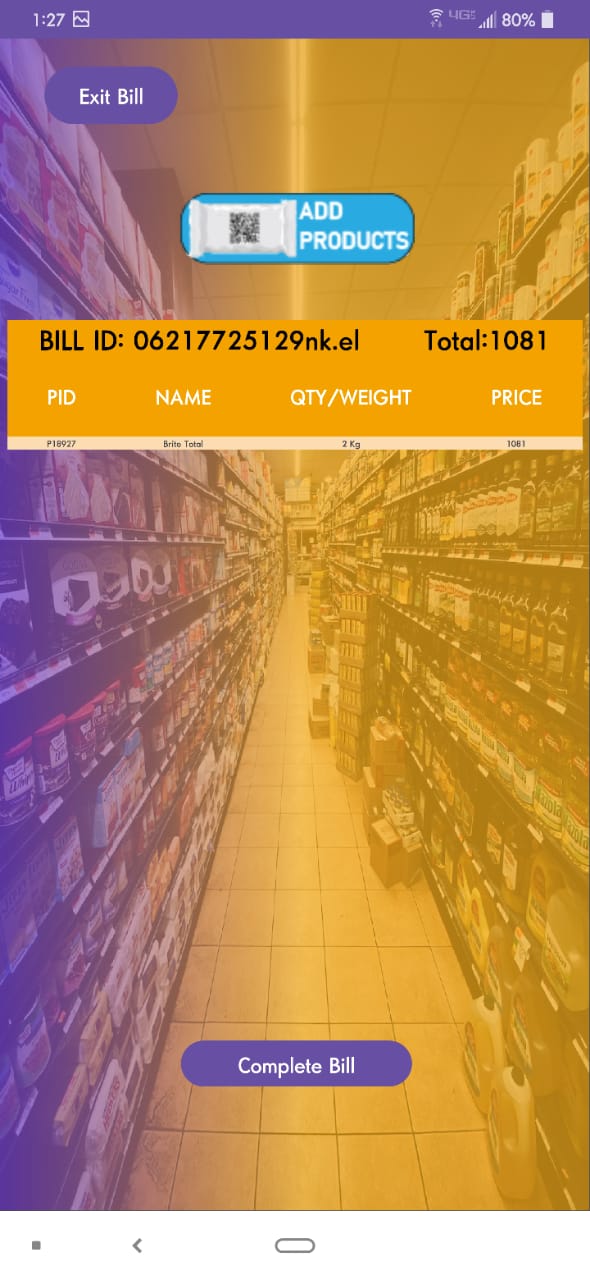 1:27 4GE 80%
Exit Bill
ADD
PRODUCTS
BILL ID: 06217725129nk.el Total:1081
PID NAME QTY/WEIGHT PRICE
P18927 Brite Total 2 Kg 1081
Complete Bill